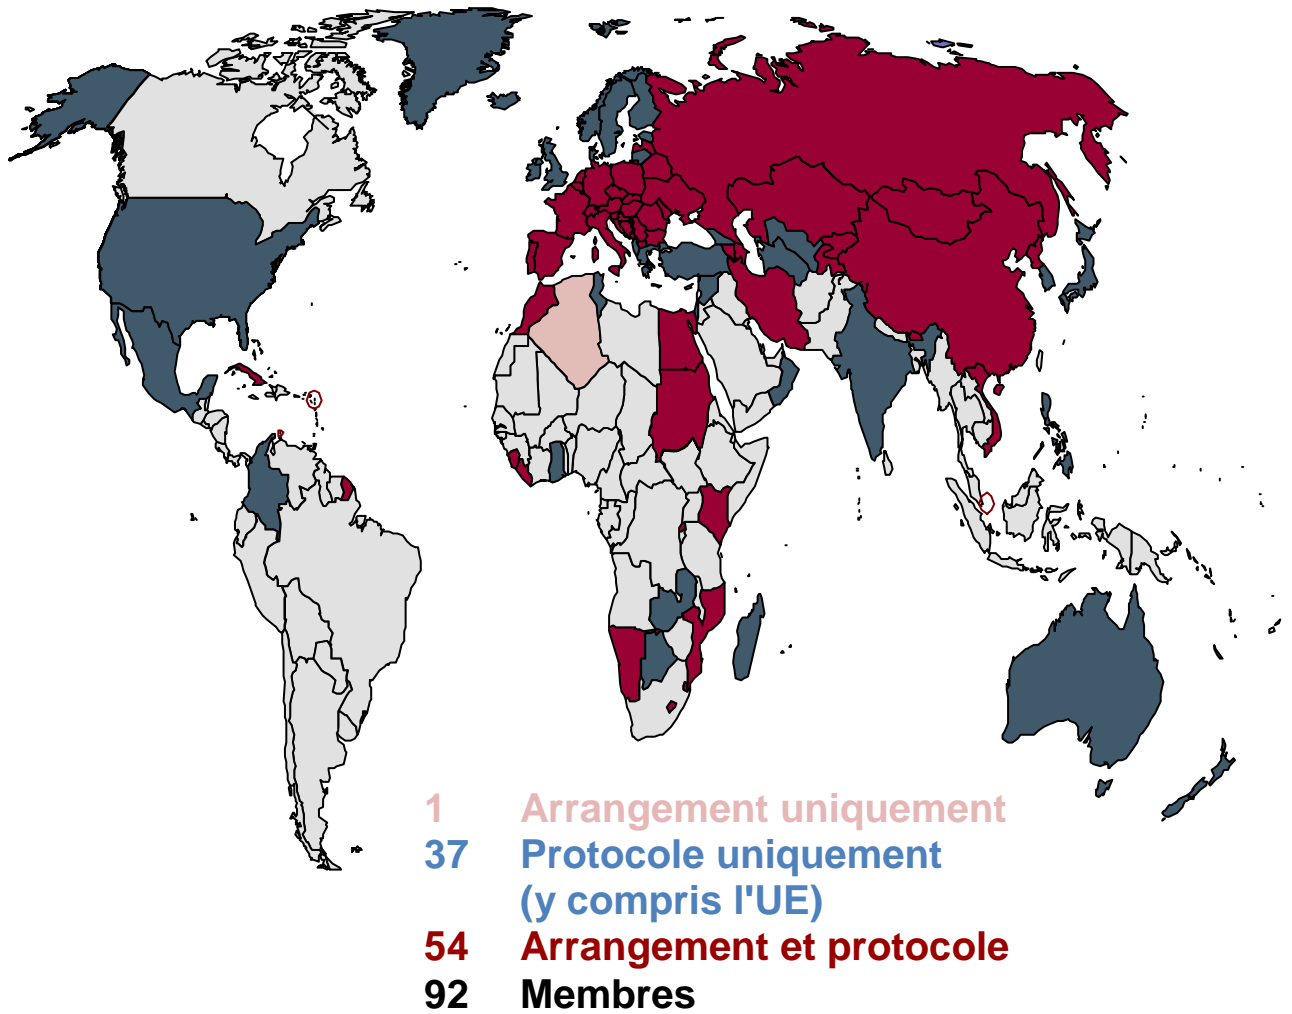 1 Arrangement uniquement
37 Protocole uniquement
(y compris l'UE)
54 Arrangement et protocole
92 Membres